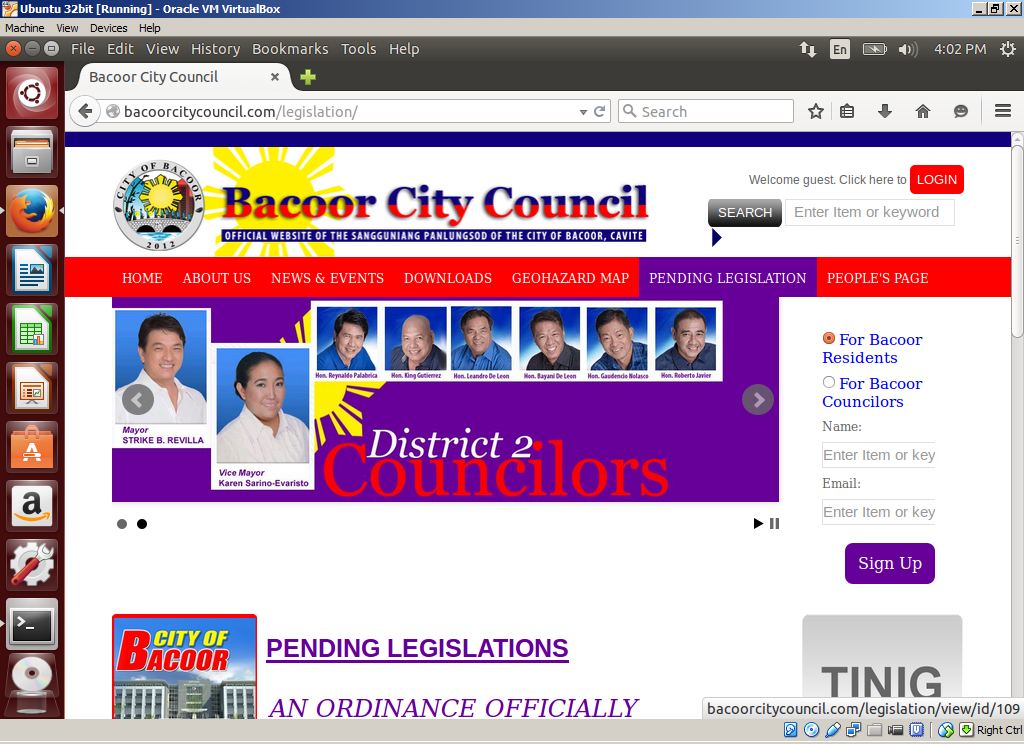 Ubuntu 32bit [Running] - Oracle VM VirtualBox
Machine View Devices Help
File Edit View History Bookmarks Tools Help
En
4:02 PM
Bacoor City Council
bacoorcitycouncil.com/legislation/
Search
CITY OF BACOOR
2012
Bacoor City Council
OFFICIAL WEBSITE OF THE SANGGUNIANG PANLUNGSOD OF THE CITY OF BACOOR, CAVITE
Welcome guest. Click here to LOGIN
SEARCH Enter Item or keyword
HOME ABOUT US NEWS & EVENTS DOWNLOADS GEOHAZARD MAP PENDING LEGISLATION PEOPLE'S PAGE
Hon. Reynaldo Palabrica Hon. King Gutierrez Hon. Leandro De Leon Hon. Bayani De Leon Hon. Gaudencio Nolasco Hon. Roberto Javier
Mayor
STRIKE B. REVILLA
Vice Mayor
Karen Sarino-Evaristo
District 2
Councilors
For Bacoor
Residents
For Bacoor
Councilors
Name:
Enter Item or key
Email:
Enter Item or key
Sign Up
CITY OF
BACOOR
PENDING LEGISLATIONS
AN ORDINANCE OFFICIALLY
TINIG
bacoorcitycouncil.com/legislation/view/id/109
Right Ctrl